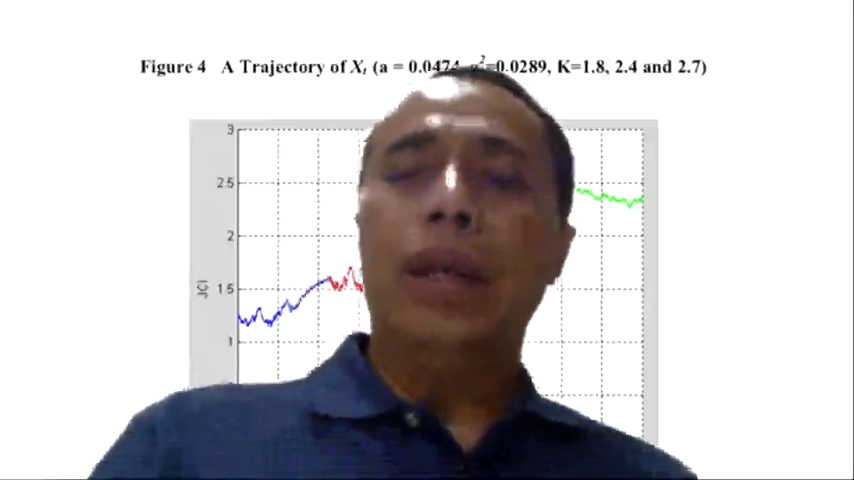 Figure 4 A Trajectory of Xₜ (a = 0.0474, σ²=0.0289, K=1.8, 2.4 and 2.7)
3
2.5
2
JCI
1.5
1